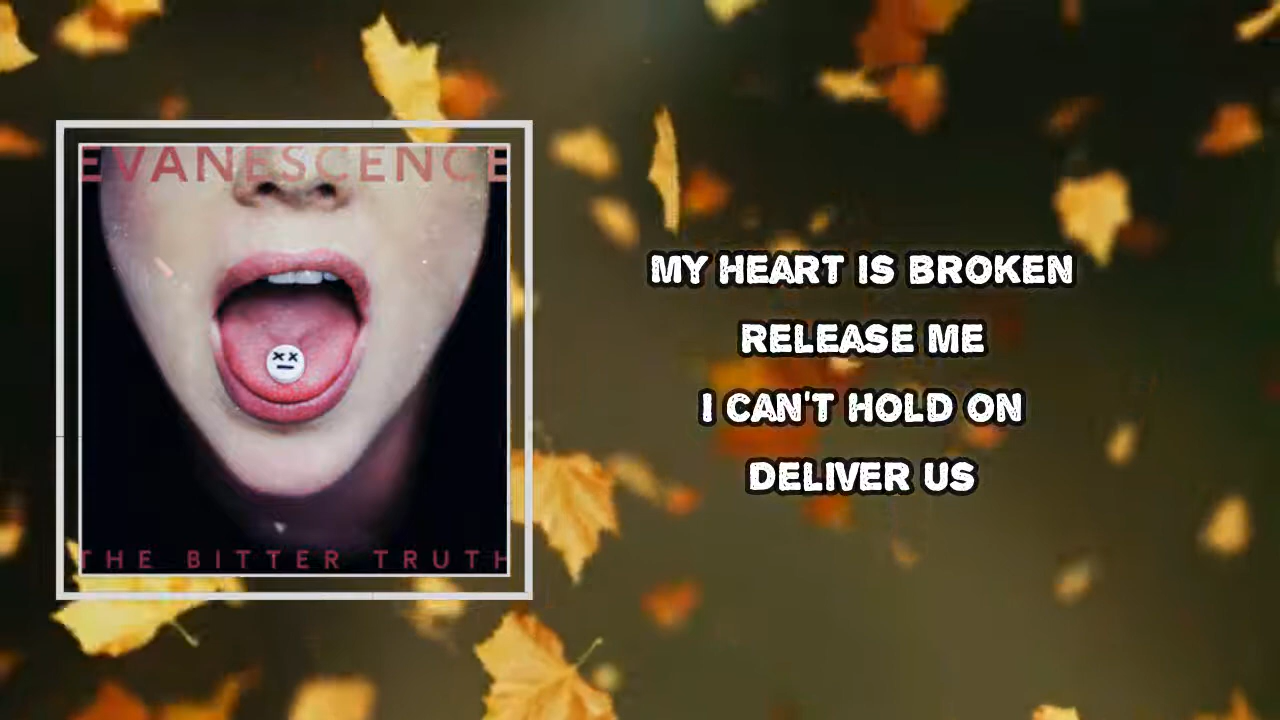 EVANESCENCE
THE BITTER TRUTH
MY HEART IS BROKEN
RELEASE ME
I CAN'T HOLD ON
DELIVER US